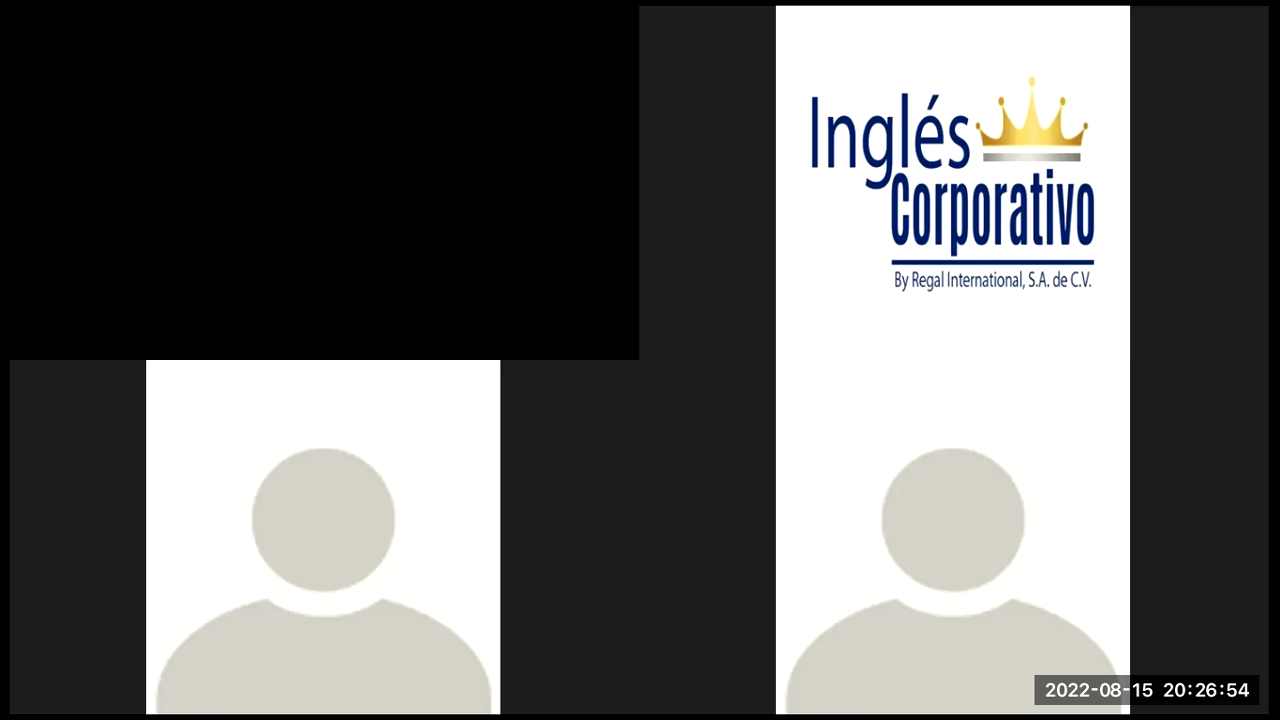 Inglés
Corporativo
By Regal International, S.A. de C.V.
2022-08-15 20:26:54